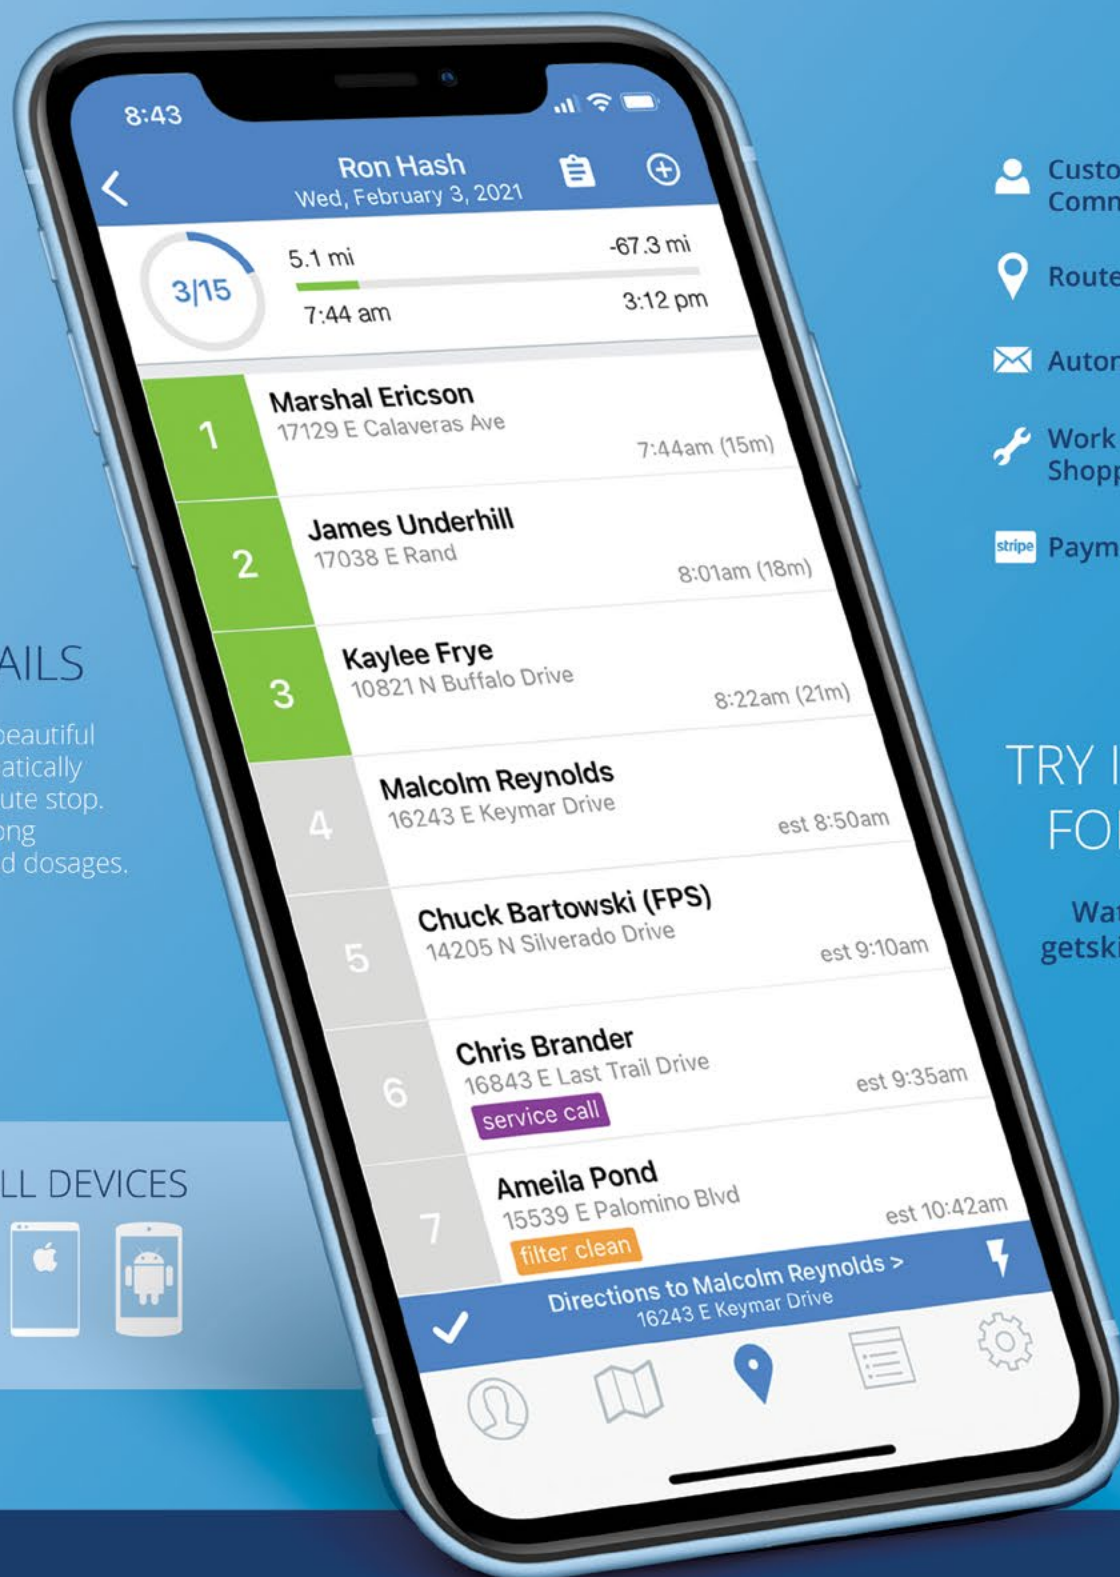 8:43
Ron Hash
Wed, February 3, 2021
3/15
5.1 mi
-67.3 mi
7:44 am
3:12 pm
1
Marshal Ericson
17129 E Calaveras Ave
7:44am (15m)
2
James Underhill
17038 E Rand
8:01am (18m)
3
Kaylee Frye
10821 N Buffalo Drive
8:22am (21m)
4
Malcolm Reynolds
16243 E Keymar Drive
est 8:50am
5
Chuck Bartowski (FPS)
14205 N Silverado Drive
est 9:10am
6
Chris Brander
16843 E Last Trail Drive
service call
est 9:35am
7
Ameila Pond
15539 E Palomino Blvd
filter clean
est 10:42am
Directions to Malcolm Reynolds >
16243 E Keymar Drive
AILS
beautiful
atically
ute stop.
ong
d dosages.
LL DEVICES
Custo
Comm
Route
Autor
Work
Shopp
stripe Paym
TRY I
FO
Wat
getski